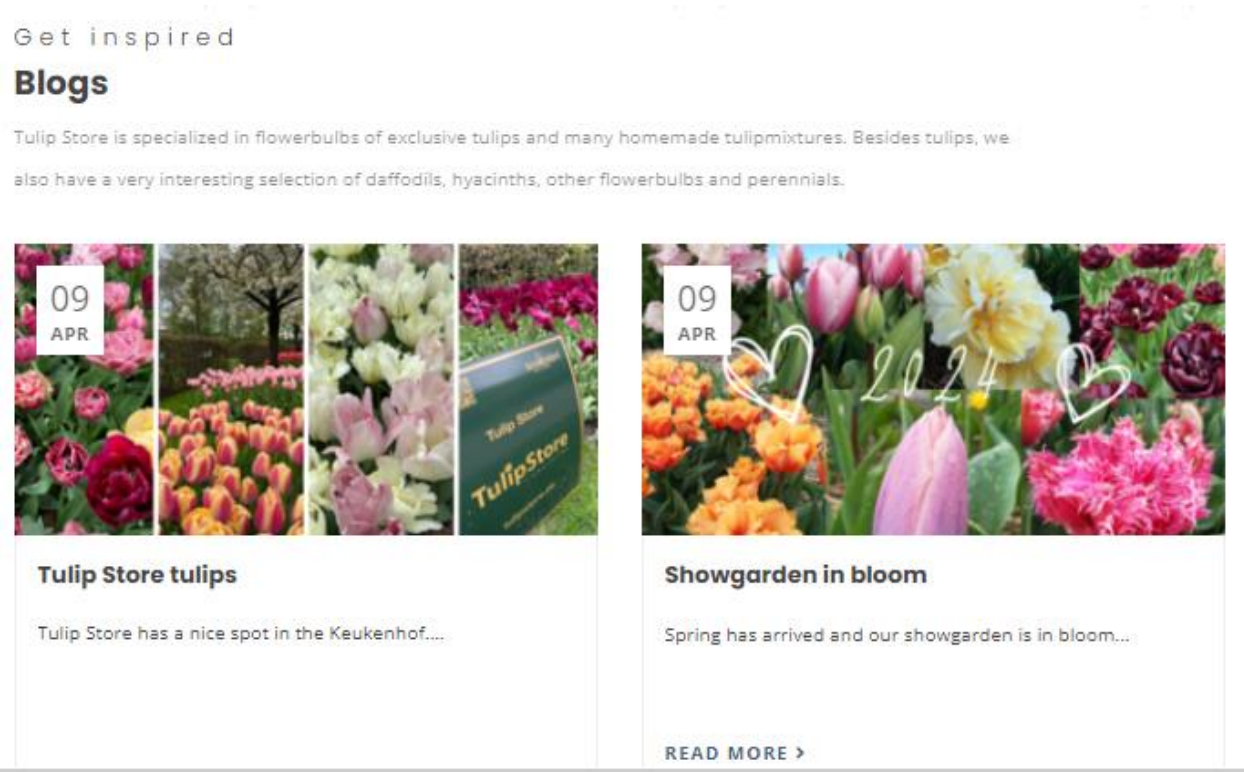 Get inspired
Blogs
Tulip Store is specialized in flowerbulbs of exclusive tulips and many homemade tulipmixtures. Besides tulips, we
also have a very interesting selection of daffodils, hyacinths, other flowerbulbs and perennials.
09
APR
Tulip Store
TulipStore
Tulip Store tulips
Tulip Store has a nice spot in the Keukenhof....
09
APR
2024
Showgarden in bloom
Spring has arrived and our showgarden is in bloom...
READ MORE >